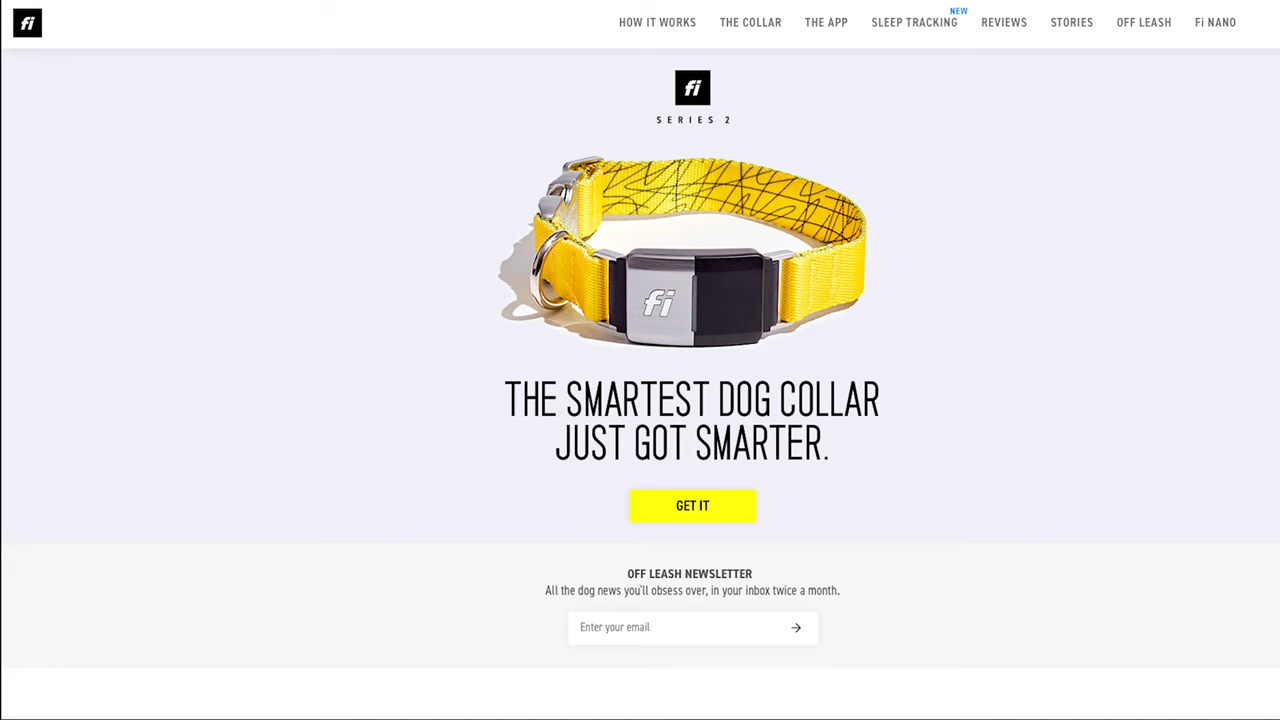 fi
HOW IT WORKS THE COLLAR THE APP SLEEP TRACKING NEW REVIEWS STORIES OFF LEASH Fi NANO
fi
SERIES 2
fi
THE SMARTEST DOG COLLAR
JUST GOT SMARTER.
GET IT
OFF LEASH NEWSLETTER
All the dog news you'll obsess over, in your inbox twice a month.
Enter your email →